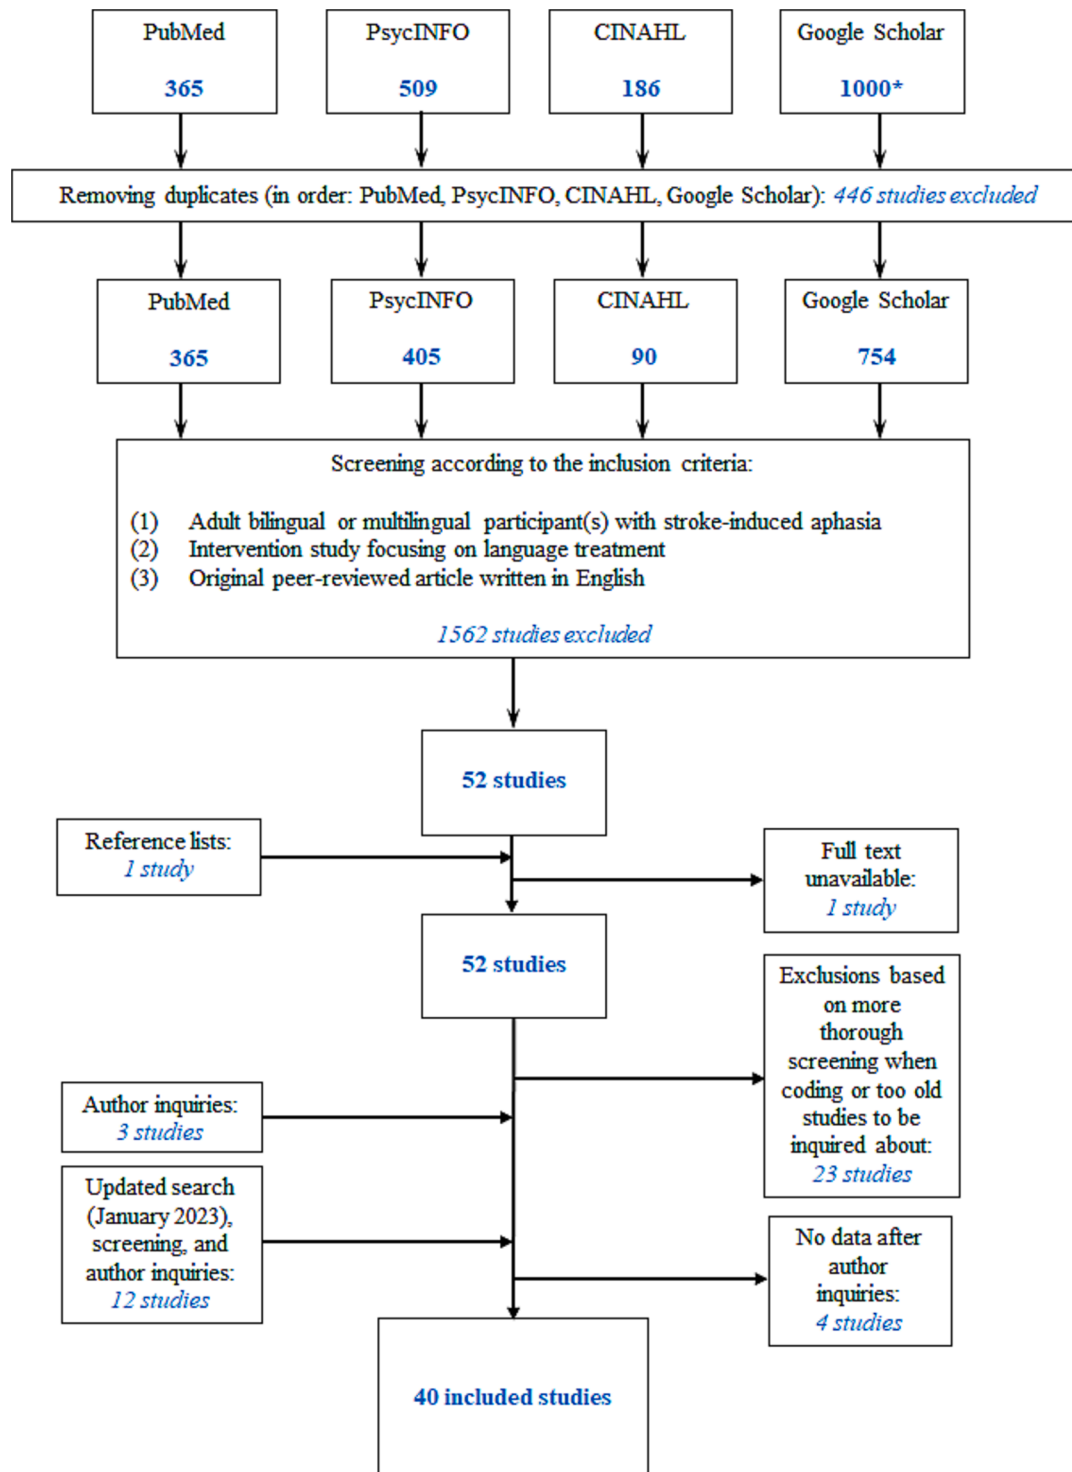 PubMed
365
PsycINFO
509
CINAHL
186
Google Scholar
1000*
Removing duplicates (in order: PubMed, PsycINFO, CINAHL, Google Scholar): 446 studies excluded
PubMed
365
PsycINFO
405
CINAHL
90
Google Scholar
754
Screening according to the inclusion criteria:
(1) Adult bilingual or multilingual participant(s) with stroke-induced aphasia
(2) Intervention study focusing on language treatment
(3) Original peer-reviewed article written in English
1562 studies excluded
52 studies
Reference lists:
1 study
Full text
unavailable:
1 study
52 studies
Exclusions based
on more
thorough
screening when
coding or too old
studies to be
inquired about:
23 studies
Author inquiries:
3 studies
Updated search
(January 2023),
screening, and
author inquiries:
12 studies
No data after
author
inquiries:
4 studies
40 included studies